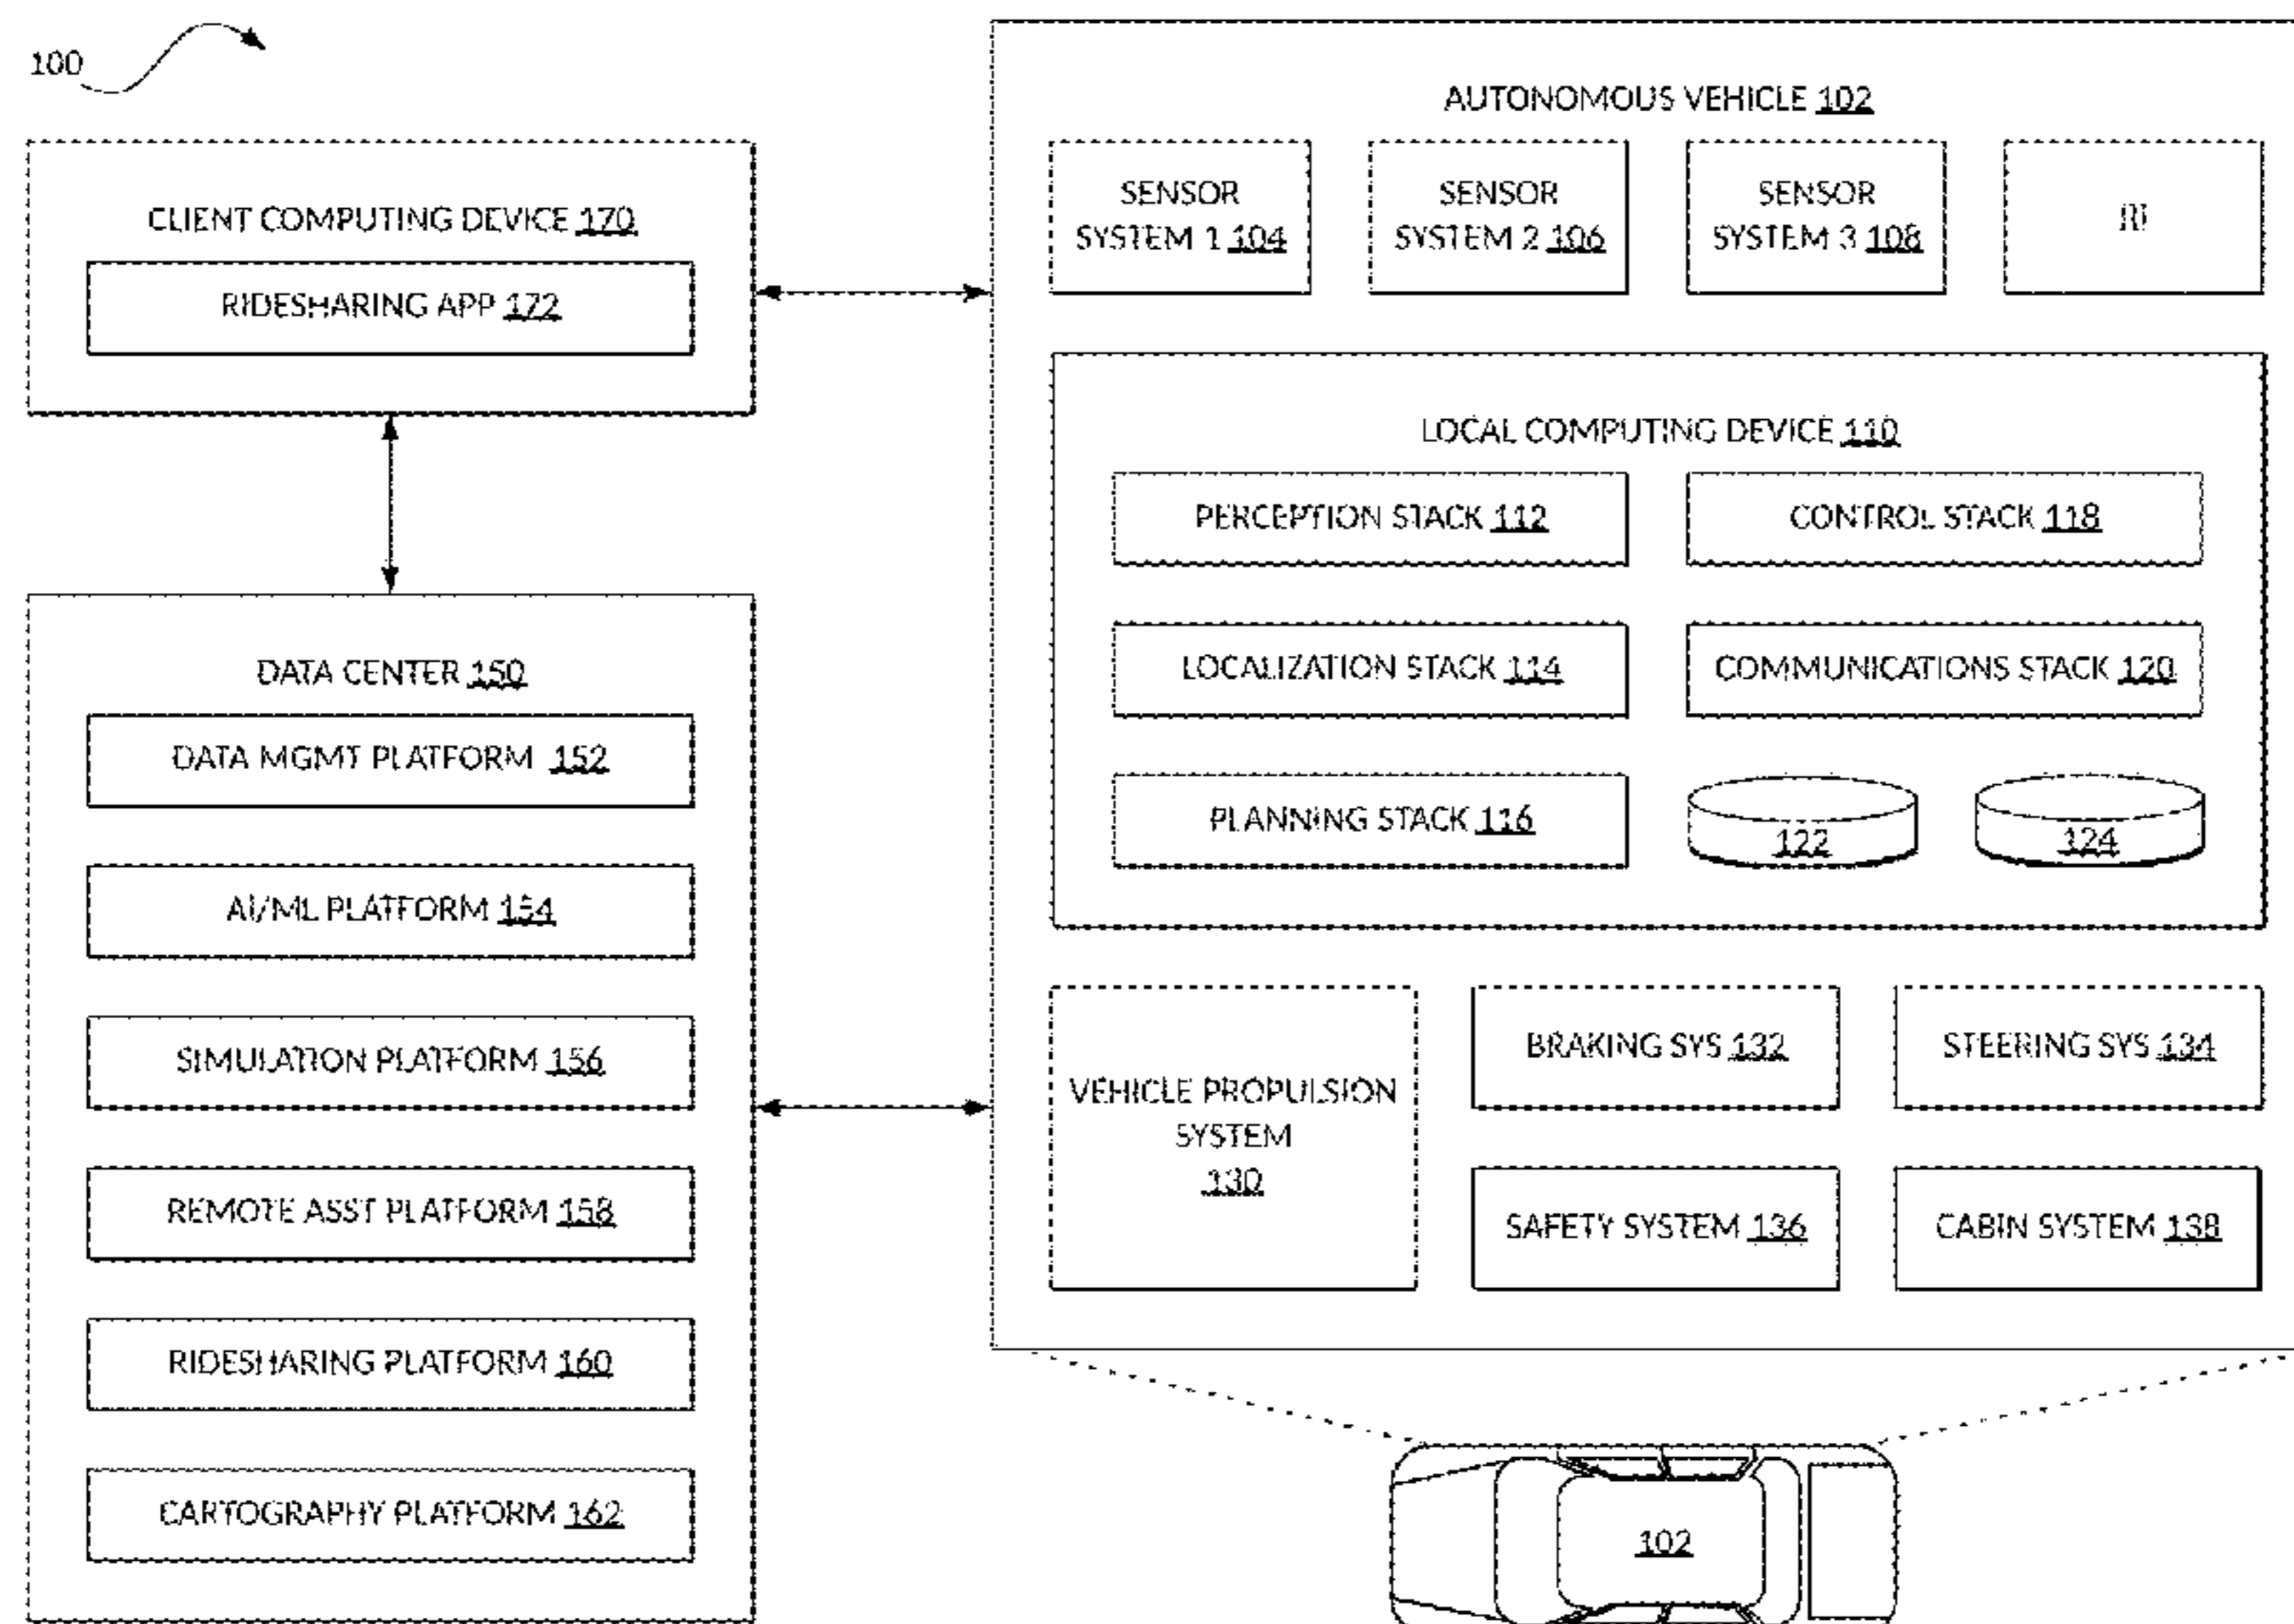 100
CLIENT COMPUTING DEVICE 170
RIDESHARING APP 172
DATA CENTER 150
DATA MGMT PLATFORM 152
AI/ML PLATFORM 154
SIMULATION PLATFORM 156
REMOTE ASST PLATFORM 158
RIDESHARING PLATFORM 160
CARTOGRAPHY PLATFORM 162
AUTONOMOUS VEHICLE 102
SENSOR
SYSTEM 1 104
SENSOR
SYSTEM 2 106
SENSOR
SYSTEM 3 108
LOCAL COMPUTING DEVICE 110
PERCEPTION STACK 112
CONTROL STACK 118
LOCALIZATION STACK 114
COMMUNICATIONS STACK 120
PLANNING STACK 116
122
124
VEHICLE PROPULSION
SYSTEM
130
BRAKING SYS 132
STEERING SYS 134
SAFETY SYSTEM 136
CABIN SYSTEM 138
102